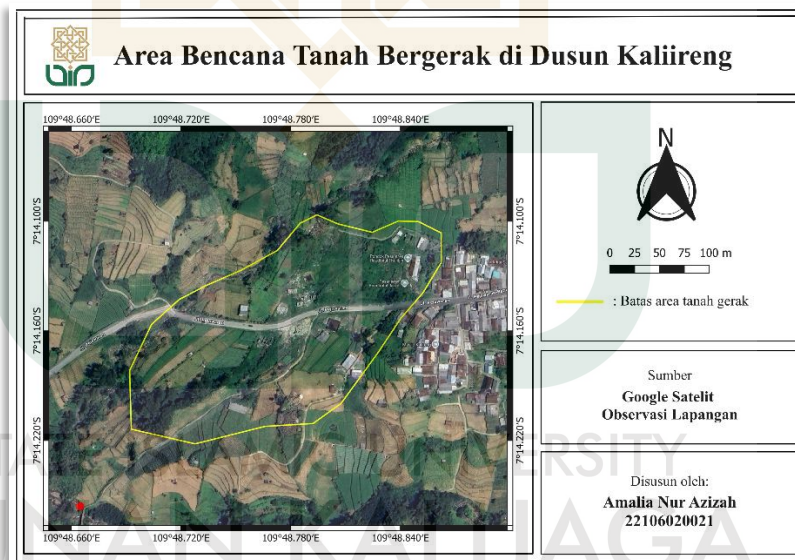 Area Bencana Tanah Bergerak di Dusun Kaliireng
109°48.660'E 109°48.720'E 109°48.780'E 109°48.840'E
7°14.100'S 7°14.100'S
7°14.160'S 7°14.160'S
7°14.220'S 7°14.220'S
109°48.660'E 109°48.720'E 109°48.780'E 109°48.840'E
N
0 25 50 75 100 m
: Batas area tanah gerak
Sumber
Google Satelit
Observasi Lapangan
Disusun oleh:
Amalia Nur Azizah
22106020021